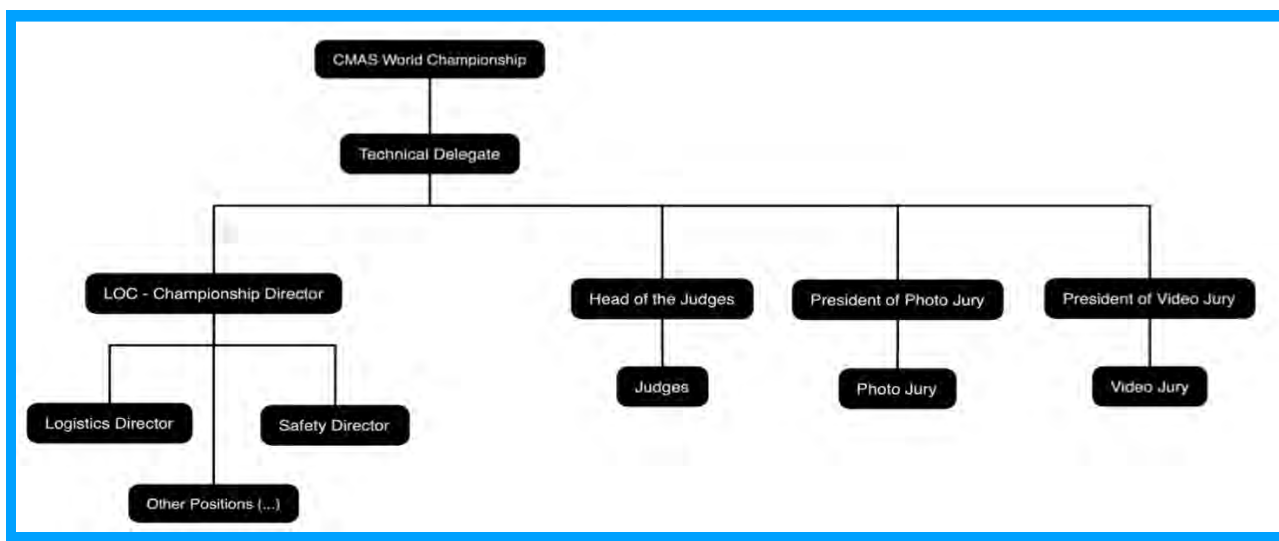 CMAS World Championship
Technical Delegate
LOC - Championship Director
Head of the Judges
President of Photo Jury
President of Video Jury
Judges
Photo Jury
Video Jury
Logistics Director
Safety Director
Other Positions (...)